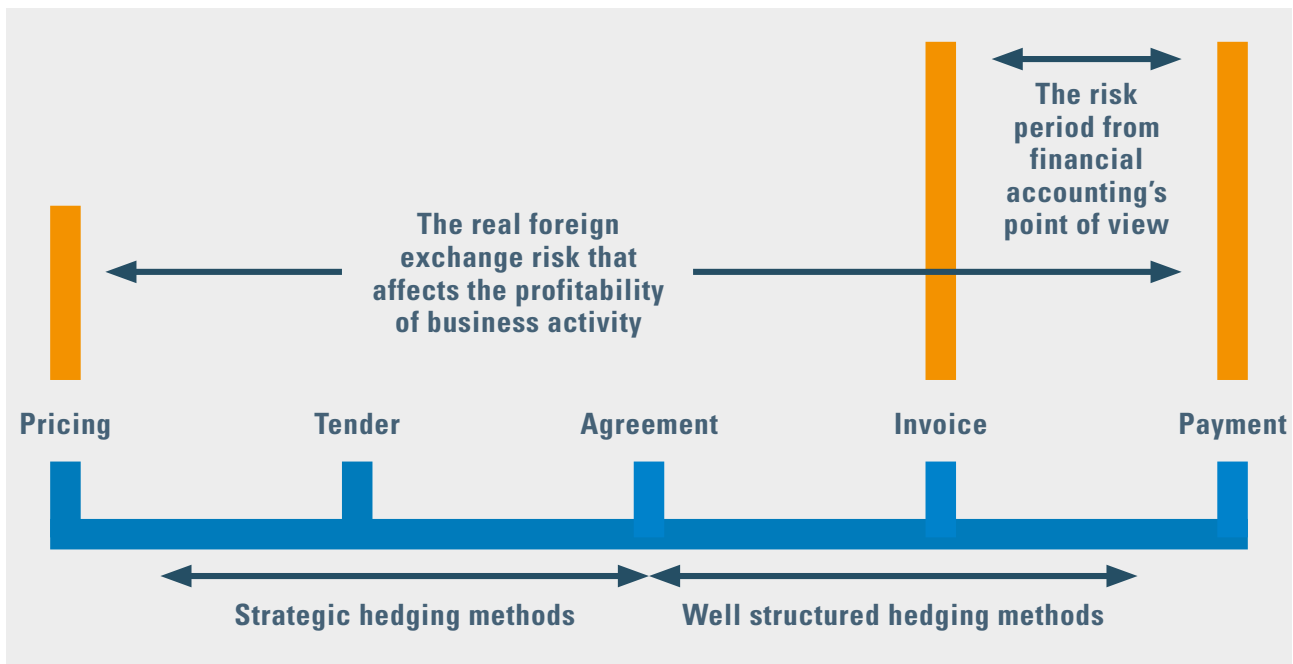 The risk
period from
financial
accounting's
point of view
The real foreign
exchange risk that
affects the profitability
of business activity
Pricing
Tender
Agreement
Invoice
Payment
Strategic hedging methods
Well structured hedging methods